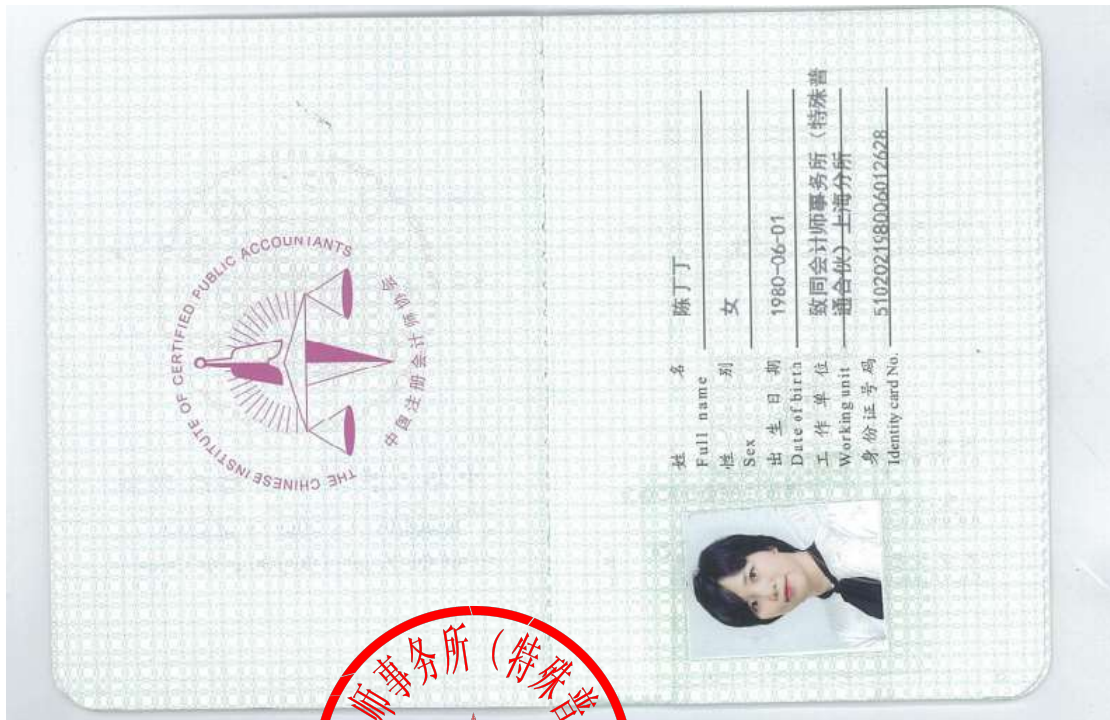 THE CHINESE INSTITUTE OF CERTIFIED PUBLIC ACCOUNTANTS
中国注册会计师协会
姓 名 陈丁丁
Full name
性 别 女
Sex
出 生 日 期 1980-06-01
Date of birth
工 作 单 位 致同会计师事务所（特殊普
Working unit 通合伙）上海分所
身 份 证 号 码 510202198006012628
Identity card No.
师事务所（特殊普